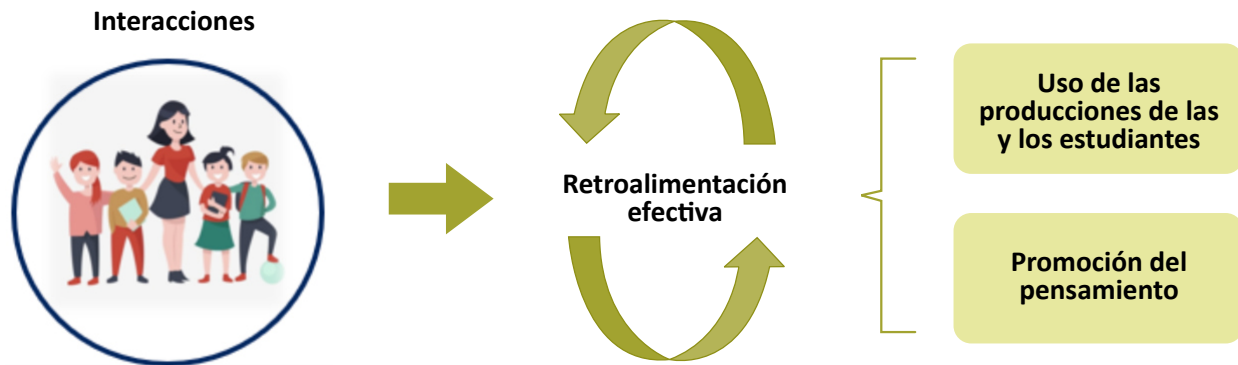 Interacciones
Retroalimentación
efectiva
Uso de las
producciones de las
y los estudiantes
Promoción del
pensamiento